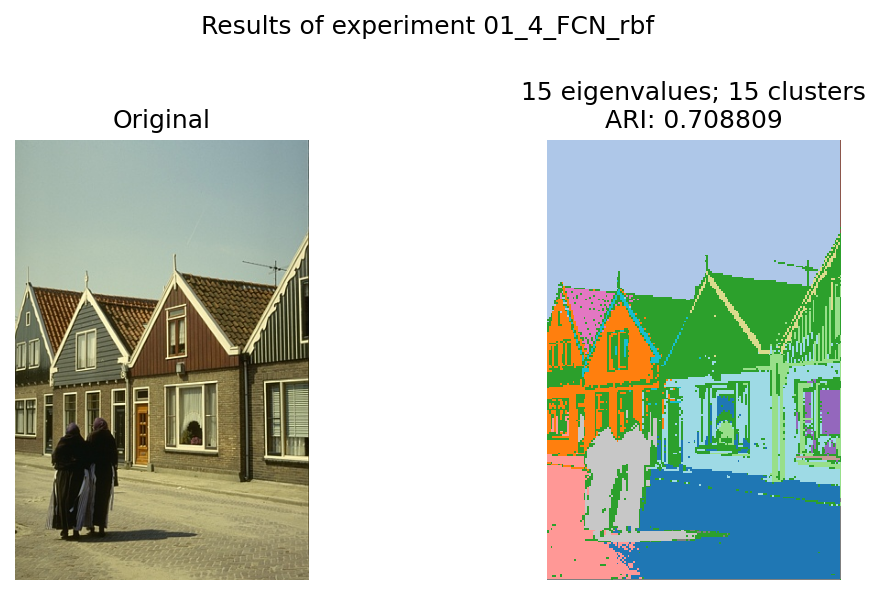 Results of experiment 01_4_FCN_rbf
Original
15 eigenvalues; 15 clusters
ARI: 0.708809